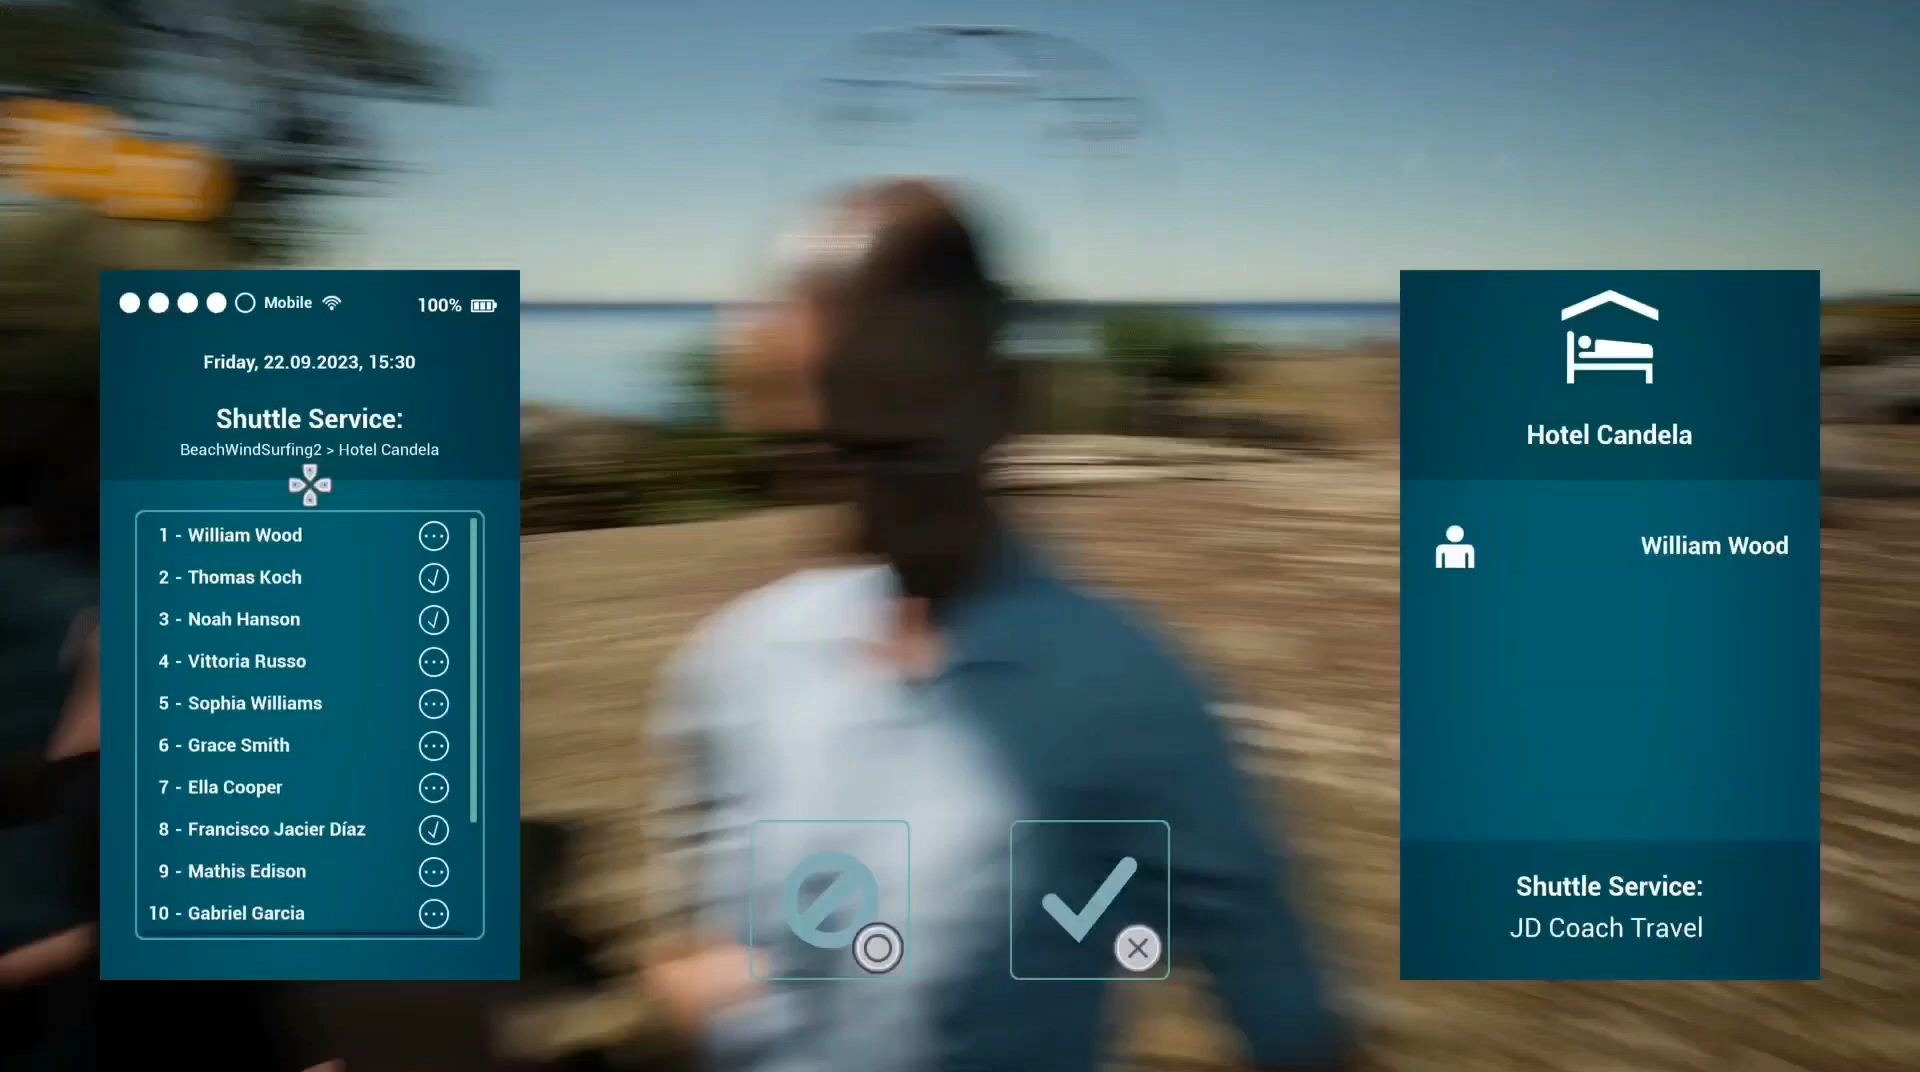 Mobile 100%
Friday, 22.09.2023, 15:30
Shuttle Service:
BeachWindSurfing2 > Hotel Candela
1 - William Wood
2 - Thomas Koch
3 - Noah Hanson
4 - Vittoria Russo
5 - Sophia Williams
6 - Grace Smith
7 - Ella Cooper
8 - Francisco Jacier Díaz
9 - Mathis Edison
10 - Gabriel Garcia
Hotel Candela
William Wood
Shuttle Service:
JD Coach Travel